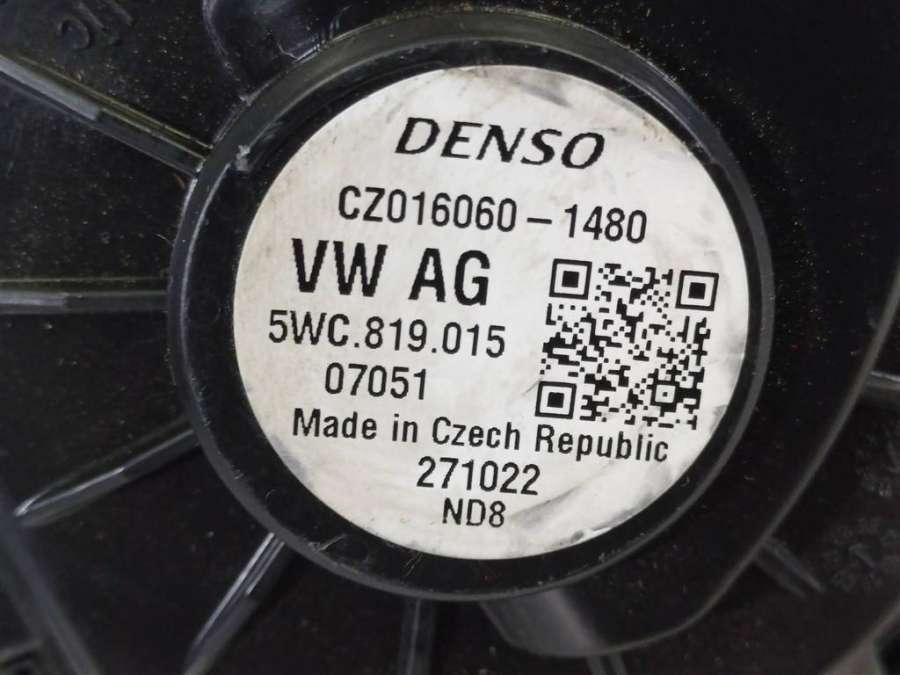 DENSO
CZ016060-1480
VW AG
5WC.819.015
07051
Made in Czech Republic
271022
ND8